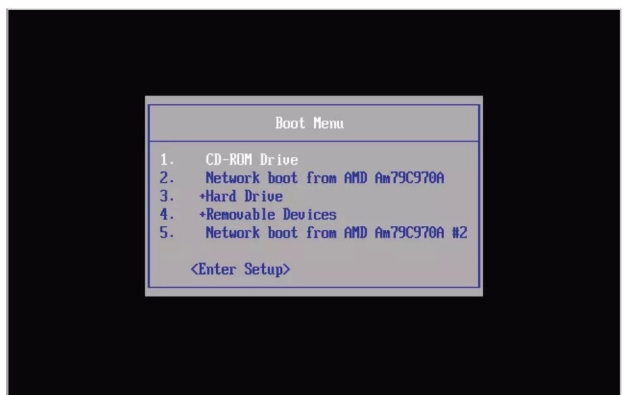 Boot Menu
1. CD-ROM Drive
2. Network boot from AMD Am79C970A
3. +Hard Drive
4. +Removable Devices
5. Network boot from AMD Am79C970A #2
<Enter Setup>